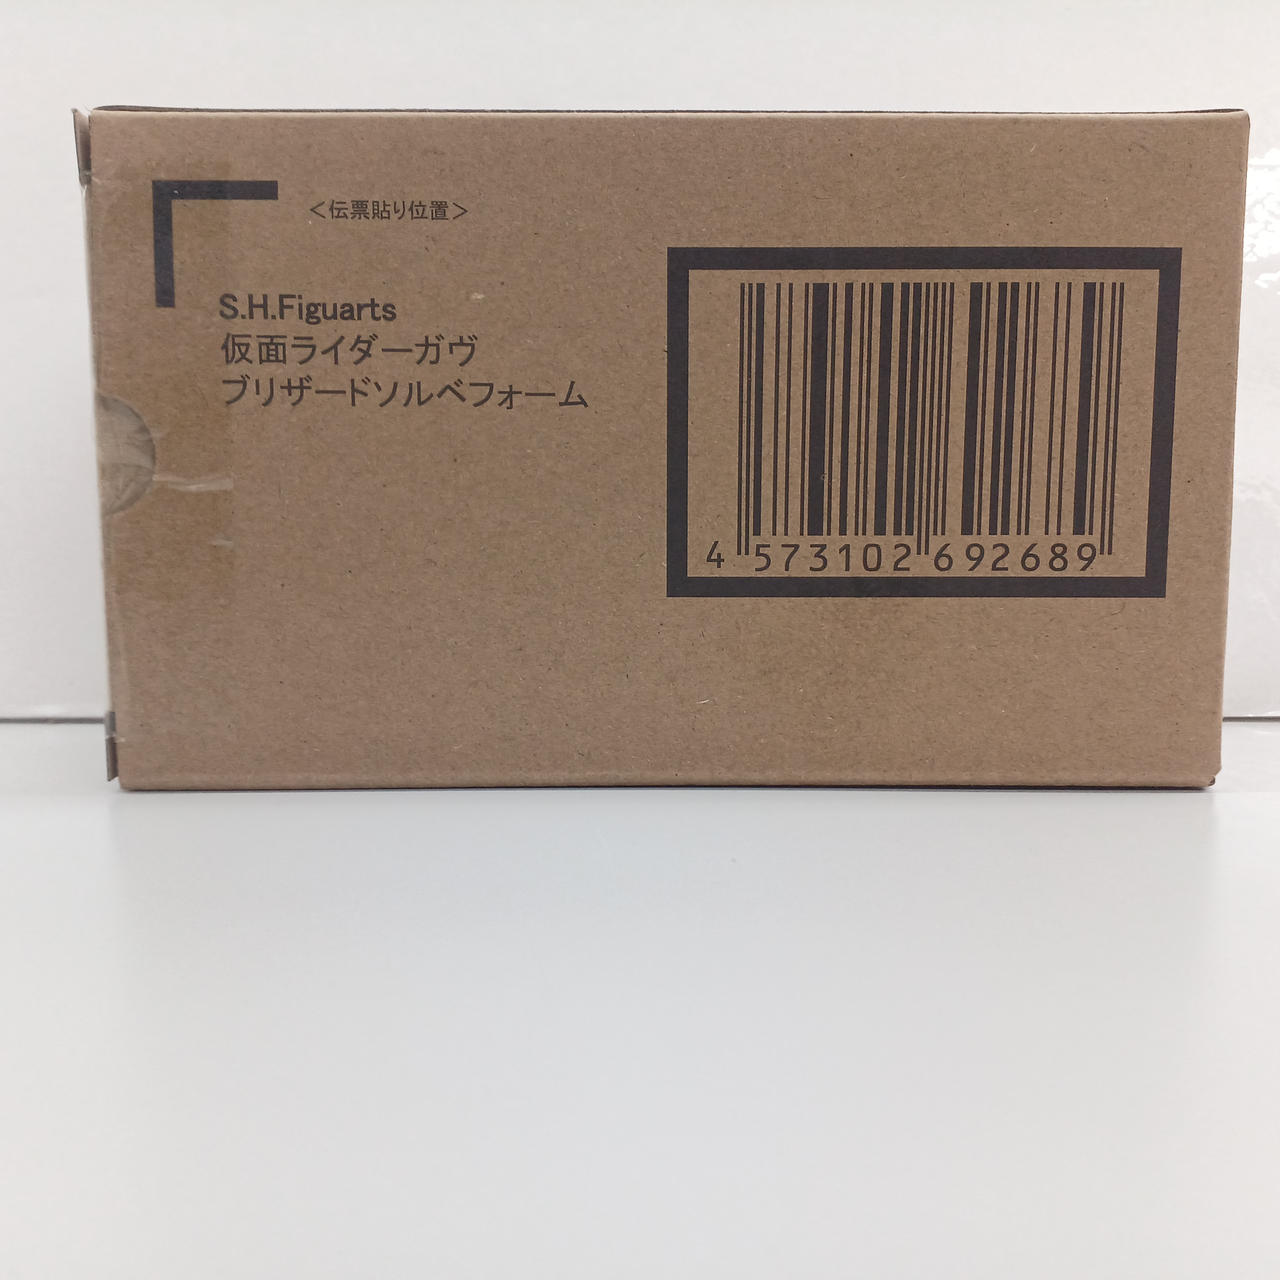 ＜伝票貼り位置＞
S.H.Figuarts
仮面ライダーガヴ
ブリザードソルベフォーム
4 573102 692689